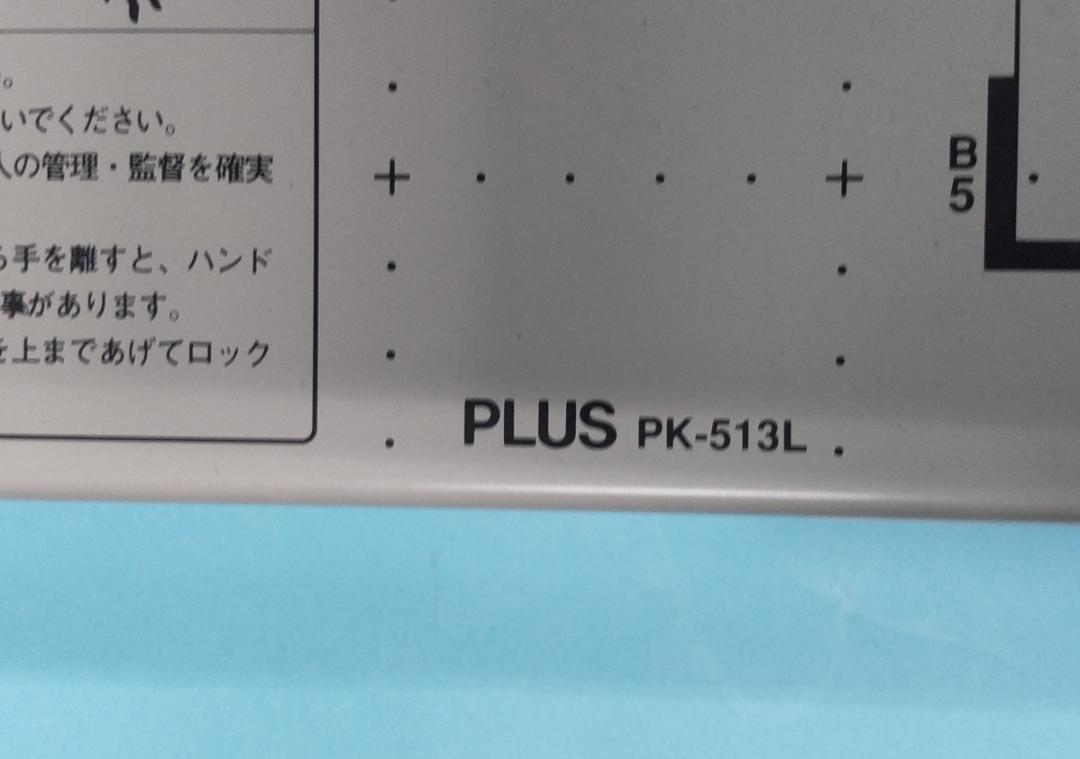 。
いでください。
人の管理・監督を確実
手を離すと、ハンド
事があります。
を上まであげてロック
B
5
PLUS PK-513L